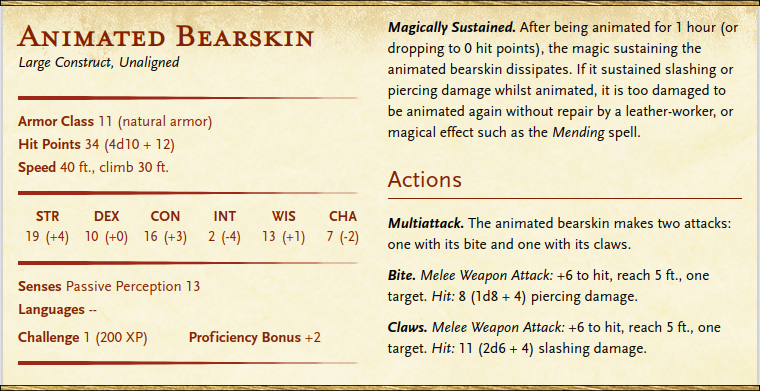 Animated Bearskin
Large Construct, Unaligned
Armor Class 11 (natural armor)
Hit Points 34 (4d10 + 12)
Speed 40 ft., climb 30 ft.
STR DEX CON INT WIS CHA
19 (+4) 10 (+0) 16 (+3) 2 (-4) 13 (+1) 7 (-2)
Senses Passive Perception 13
Languages --
Challenge 1 (200 XP) Proficiency Bonus +2
Magically Sustained. After being animated for 1 hour (or
dropping to 0 hit points), the magic sustaining the
animated bearskin dissipates. If it sustained slashing or
piercing damage whilst animated, it is too damaged to
be animated again without repair by a leather-worker, or
magical effect such as the Mending spell.
Actions
Multiattack. The animated bearskin makes two attacks:
one with its bite and one with its claws.
Bite. Melee Weapon Attack: +6 to hit, reach 5 ft., one
target. Hit: 8 (1d8 + 4) piercing damage.
Claws. Melee Weapon Attack: +6 to hit, reach 5 ft., one
target. Hit: 11 (2d6 + 4) slashing damage.